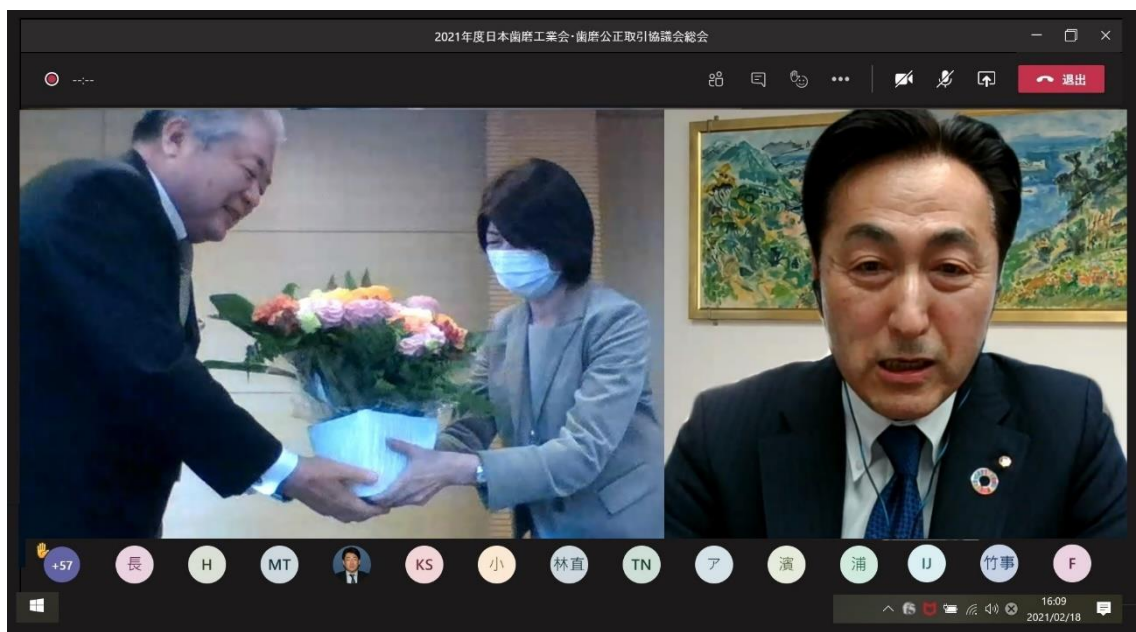 2021年度日本歯磨工業会・歯磨公正取引協議会総会
--:--
退出
+57
長
H
MT
KS
小
林直
TN
ア
濱
浦
IJ
竹事
F
16:09
2021/02/18